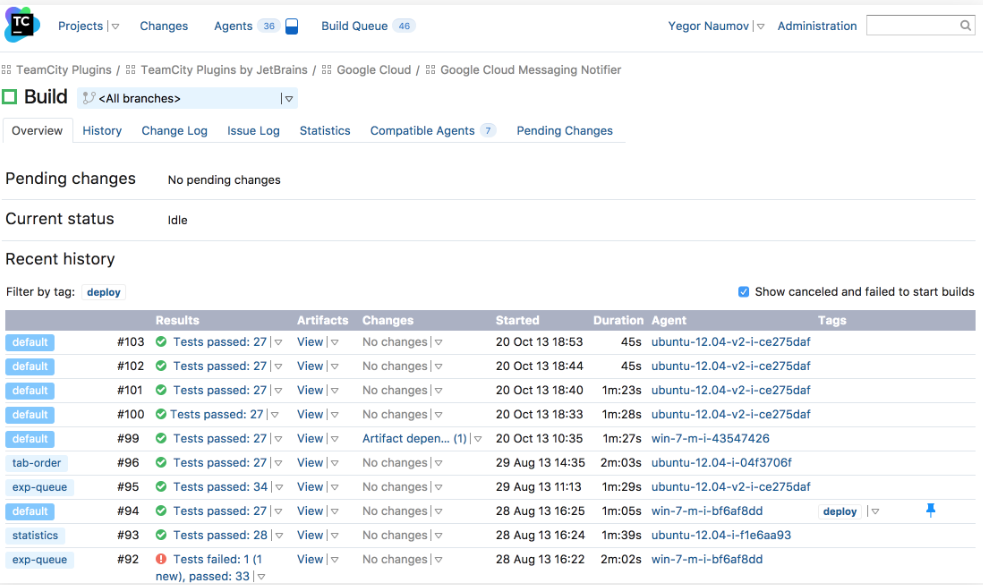 TC
Projects Changes Agents 36 Build Queue 46 Yegor Naumov Administration
TeamCity Plugins / TeamCity Plugins by JetBrains / Google Cloud / Google Cloud Messaging Notifier
Build <All branches>
Overview History Change Log Issue Log Statistics Compatible Agents 7 Pending Changes
Pending changes No pending changes
Current status Idle
Recent history
Filter by tag: deploy Show canceled and failed to start builds
Results Artifacts Changes Started Duration Agent Tags
default #103 Tests passed: 27 View No changes 20 Oct 13 18:53 45s ubuntu-12.04-v2-i-ce275daf
default #102 Tests passed: 27 View No changes 20 Oct 13 18:44 45s ubuntu-12.04-v2-i-ce275daf
default #101 Tests passed: 27 View No changes 20 Oct 13 18:40 1m:23s ubuntu-12.04-v2-i-ce275daf
default #100 Tests passed: 27 View No changes 20 Oct 13 18:33 1m:28s ubuntu-12.04-v2-i-ce275daf
default #99 Tests passed: 27 View Artifact depen... (1) 20 Oct 13 10:35 1m:27s win-7-m-i-43547426
tab-order #96 Tests passed: 27 View No changes 29 Aug 13 14:35 2m:03s ubuntu-12.04-i-04f3706f
exp-queue #95 Tests passed: 34 View No changes 29 Aug 13 11:13 1m:29s ubuntu-12.04-v2-i-ce275daf
default #94 Tests passed: 27 View No changes 28 Aug 13 16:25 1m:05s win-7-m-i-bf6af8dd deploy
statistics #93 Tests passed: 28 View No changes 28 Aug 13 16:24 1m:39s ubuntu-12.04-i-f1e6aa93
exp-queue #92 Tests failed: 1 (1 View No changes 28 Aug 13 16:22 2m:02s win-7-m-i-bf6af8dd
new), passed: 33